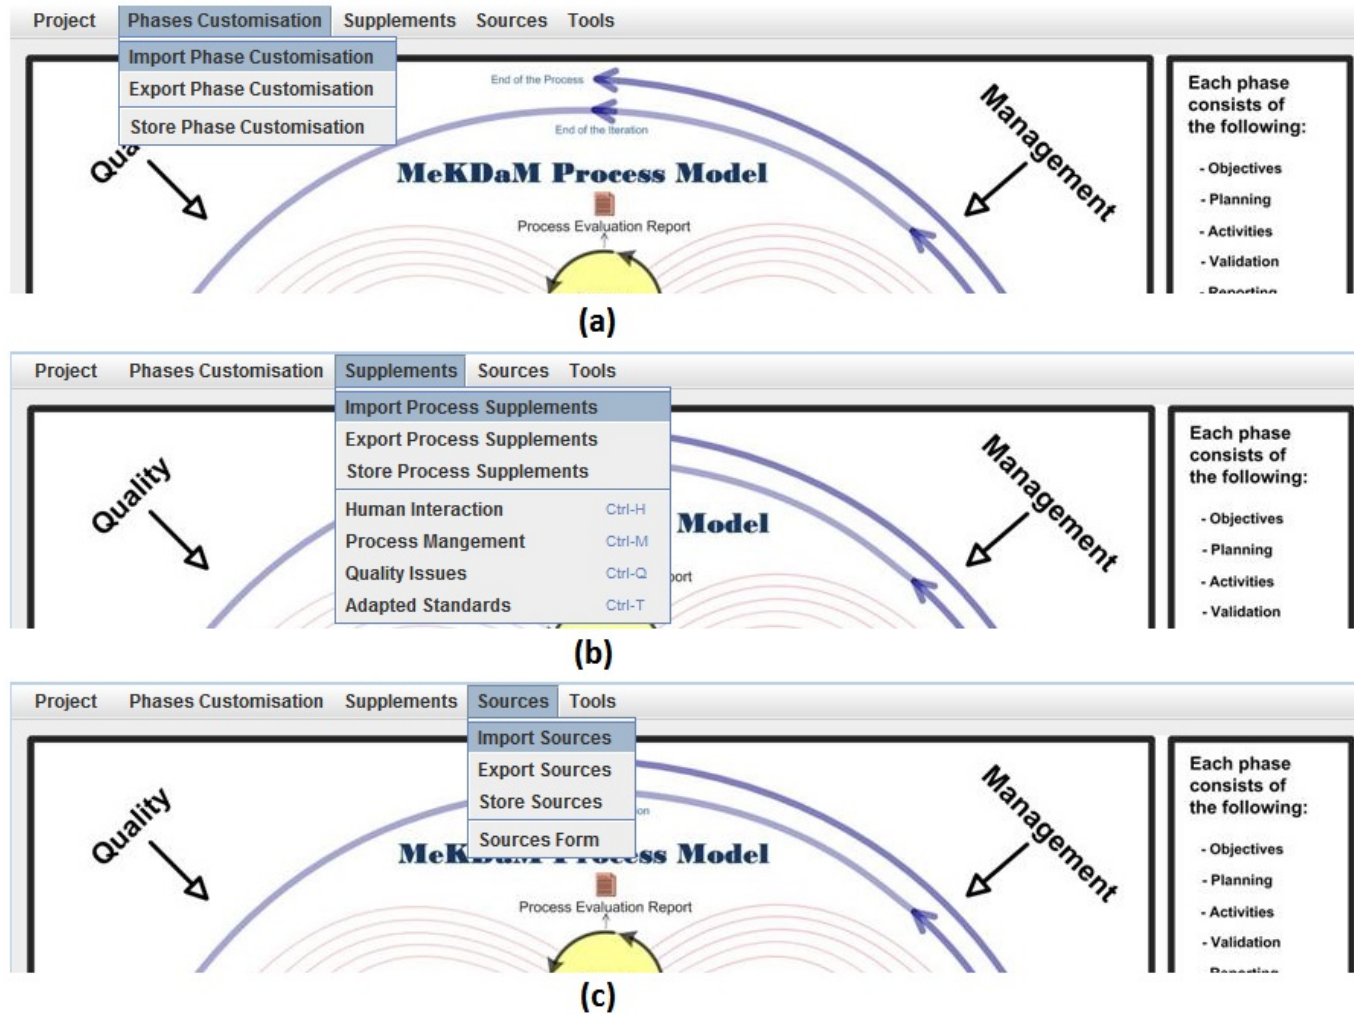 Project Phases Customisation Supplements Sources Tools
Import Phase Customisation
Export Phase Customisation
Store Phase Customisation
End of the Process
End of the Iteration
Management
MeKDaM Process Model
Process Evaluation Report
Each phase
consists of
the following:
- Objectives
- Planning
- Activities
- Validation
- Reporting
(a)
Project Phases Customisation Supplements Sources Tools
Import Process Supplements
Export Process Supplements
Store Process Supplements
Human Interaction Ctrl-H
Process Mangement Ctrl-M
Quality Issues Ctrl-Q
Adapted Standards Ctrl-T
Quality
Model
Management
Each phase
consists of
the following:
- Objectives
- Planning
- Activities
- Validation
(b)
Project Phases Customisation Supplements Sources Tools
Import Sources
Export Sources
Store Sources
Sources Form
Quality
Management
MeKDaM Process Model
Process Evaluation Report
Each phase
consists of
the following:
- Objectives
- Planning
- Activities
- Validation
- Reporting
(c)